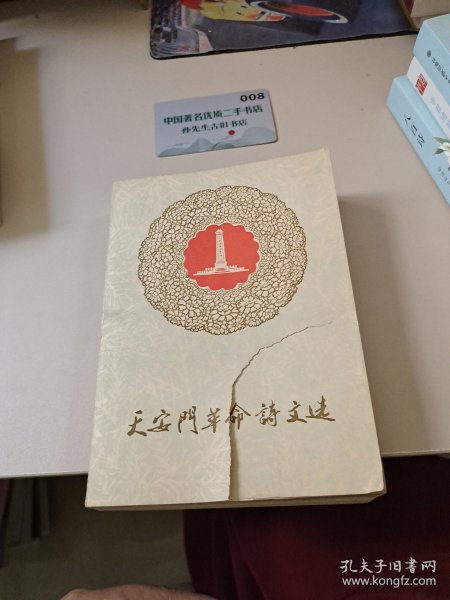 008
中国著名优质二手书店
孙先生古旧书店
天安門革命詩文选
孔夫子旧书网
www.kongfz.com